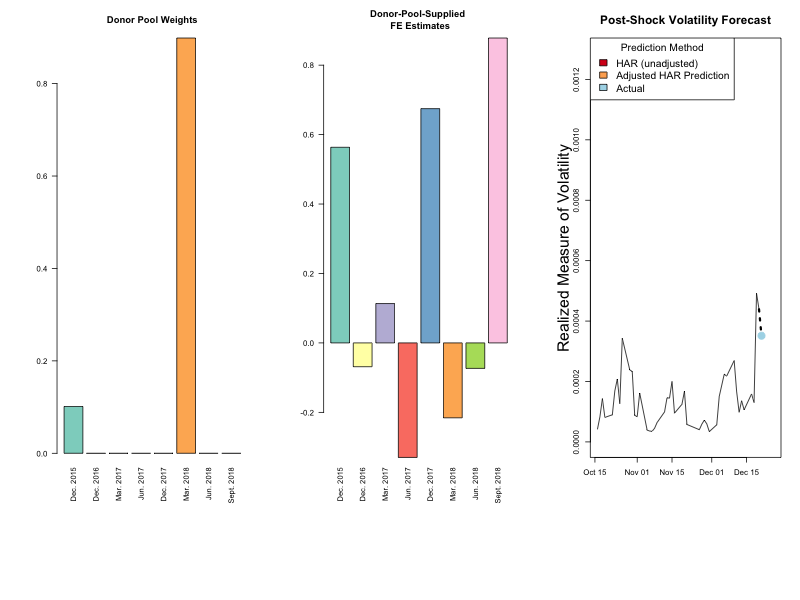 Donor Pool Weights
0.8
0.6
0.4
0.2
0.0
Dec. 2015
Dec. 2016
Mar. 2017
Jun. 2017
Dec. 2017
Mar. 2018
Jun. 2018
Sept. 2018
Donor-Pool-Supplied
FE Estimates
0.8
0.6
0.4
0.2
0.0
-0.2
Dec. 2015
Dec. 2016
Mar. 2017
Jun. 2017
Dec. 2017
Mar. 2018
Jun. 2018
Sept. 2018
Post-Shock Volatility Forecast
Prediction Method
HAR (unadjusted)
Adjusted HAR Prediction
Actual
Realized Measure of Volatility
0.0012
0.0010
0.0008
0.0006
0.0004
0.0002
0.0000
Oct 15
Nov 01
Nov 15
Dec 01
Dec 15